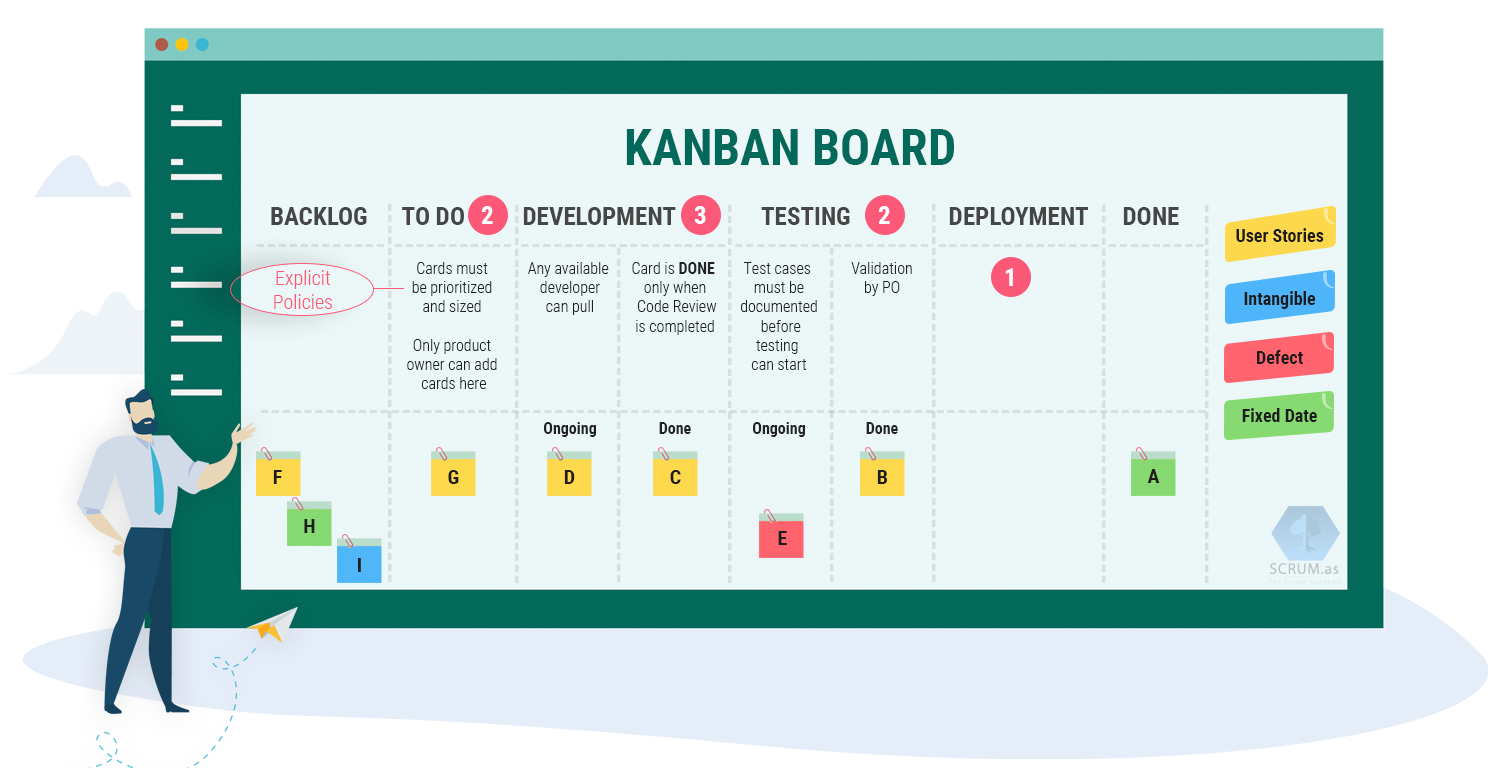 KANBAN BOARD
BACKLOG
TO DO 2
DEVELOPMENT 3
TESTING 2
DEPLOYMENT
DONE
1
Explicit
Policies
Cards must
be prioritized
and sized
Only product
owner can add
cards here
Any available
developer
can pull
Card is DONE
only when
Code Review
is completed
Test cases
must be
documented
before
testing
can start
Validation
by PO
User Stories
Intangible
Defect
Fixed Date
Ongoing
Done
Ongoing
Done
F
H
I
G
D
C
E
B
A
SCRUM.as